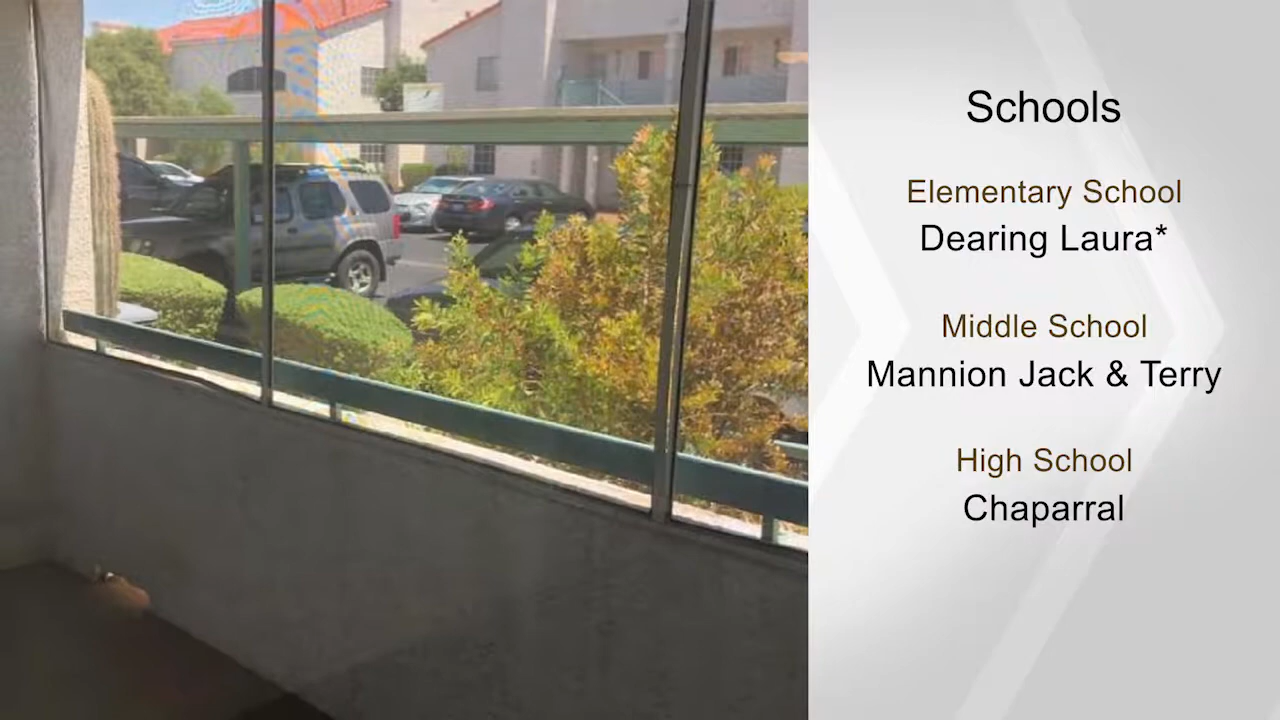 Schools
Elementary School
Dearing Laura*
Middle School
Mannion Jack & Terry
High School
Chaparral